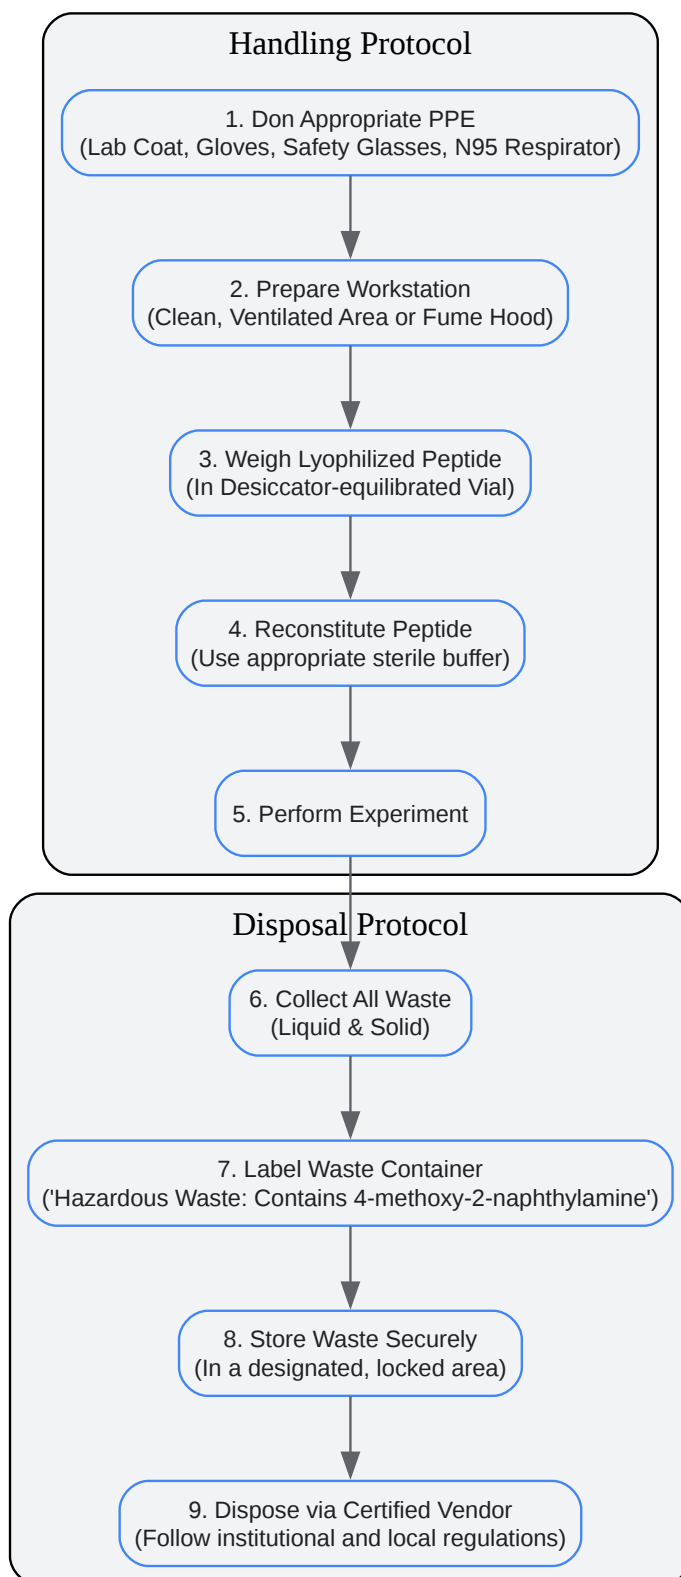 Handling Protocol
1. Don Appropriate PPE
(Lab Coat, Gloves, Safety Glasses, N95 Respirator)
2. Prepare Workstation
(Clean, Ventilated Area or Fume Hood)
3. Weigh Lyophilized Peptide
(In Desiccator-equilibrated Vial)
4. Reconstitute Peptide
(Use appropriate sterile buffer)
5. Perform Experiment
Disposal Protocol
6. Collect All Waste
(Liquid & Solid)
7. Label Waste Container
('Hazardous Waste: Contains 4-methoxy-2-naphthylamine')
8. Store Waste Securely
(In a designated, locked area)
9. Dispose via Certified Vendor
(Follow institutional and local regulations)